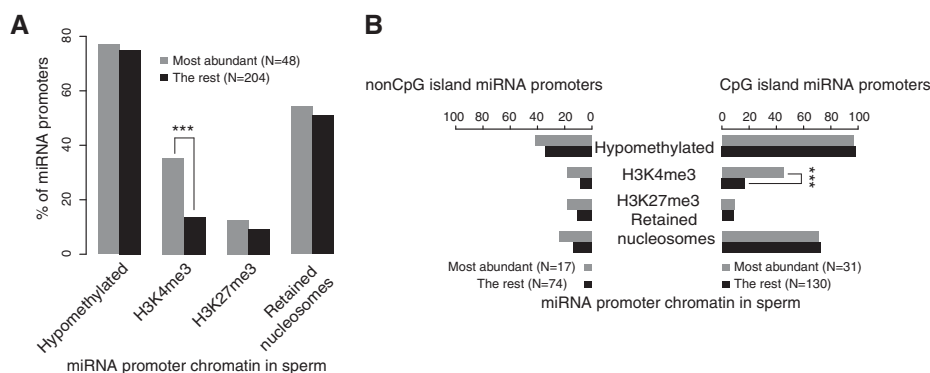 A
% of miRNA promoters
80
60
40
20
0
Most abundant (N=48)
The rest (N=204)
***
Hypomethylated
H3K4me3
H3K27me3
Retained
nucleosomes
miRNA promoter chromatin in sperm
B
nonCpG island miRNA promoters
CpG island miRNA promoters
100 80 60 40 20 0
0 20 40 60 80 100
Hypomethylated
H3K4me3
***
H3K27me3
Retained
nucleosomes
Most abundant (N=17)
The rest (N=74)
Most abundant (N=31)
The rest (N=130)
miRNA promoter chromatin in sperm